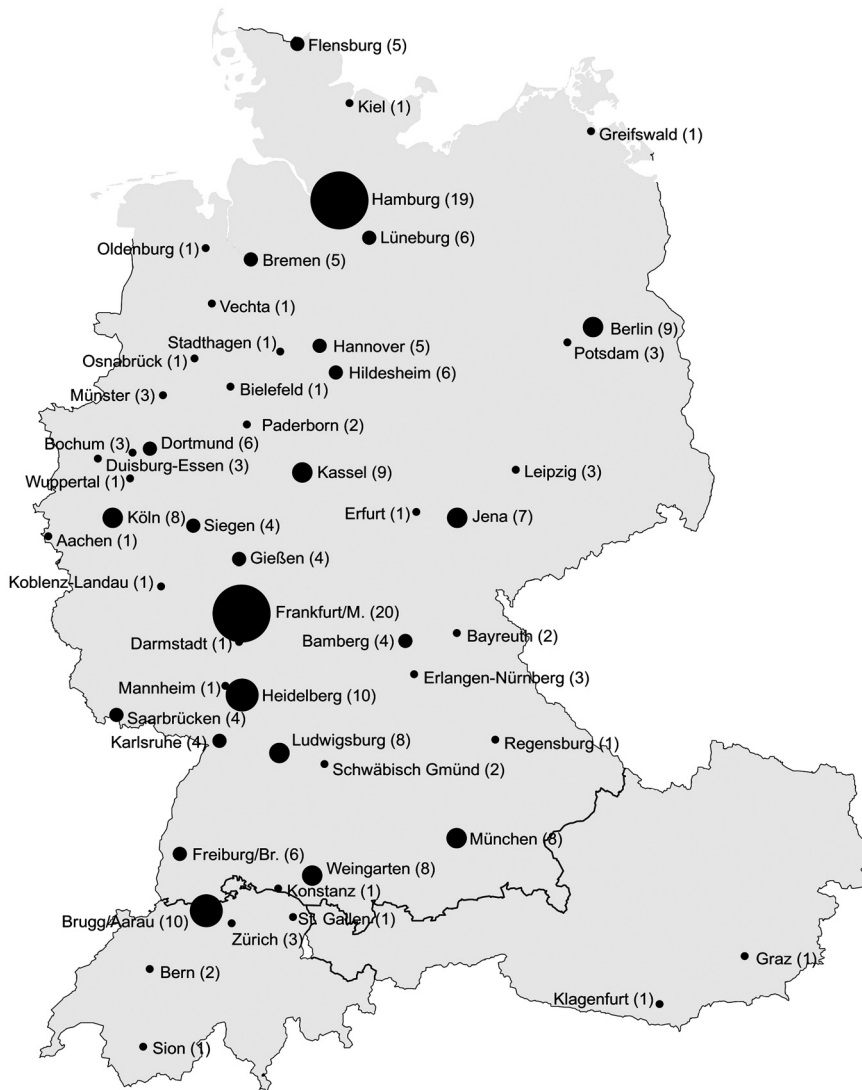 Flensburg (5)
Kiel (1)
Greifswald (1)
Hamburg (19)
Lüneburg (6)
Oldenburg (1)
Bremen (5)
Vechta (1)
Berlin (9)
Stadthagen (1)
Hannover (5)
Potsdam (3)
Osnabrück (1)
Hildesheim (6)
Bielefeld (1)
Münster (3)
Paderborn (2)
Bochum (3)
Dortmund (6)
Duisburg-Essen (3)
Kassel (9)
Leipzig (3)
Wuppertal (1)
Erfurt (1)
Köln (8)
Siegen (4)
Jena (7)
Aachen (1)
Gießen (4)
Koblenz-Landau (1)
Frankfurt/M. (20)
Darmstadt (1)
Bamberg (4)
Bayreuth (2)
Erlangen-Nürnberg (3)
Mannheim (1)
Heidelberg (10)
Saarbrücken (4)
Karlsruhe (4)
Ludwigsburg (8)
Regensburg (1)
Schwäbisch Gmünd (2)
München (8)
Freiburg/Br. (6)
Weingarten (8)
Konstanz (1)
Brugg/Aarau (10)
St. Gallen (1)
Zürich (3)
Graz (1)
Bern (2)
Klagenfurt (1)
Sion (1)